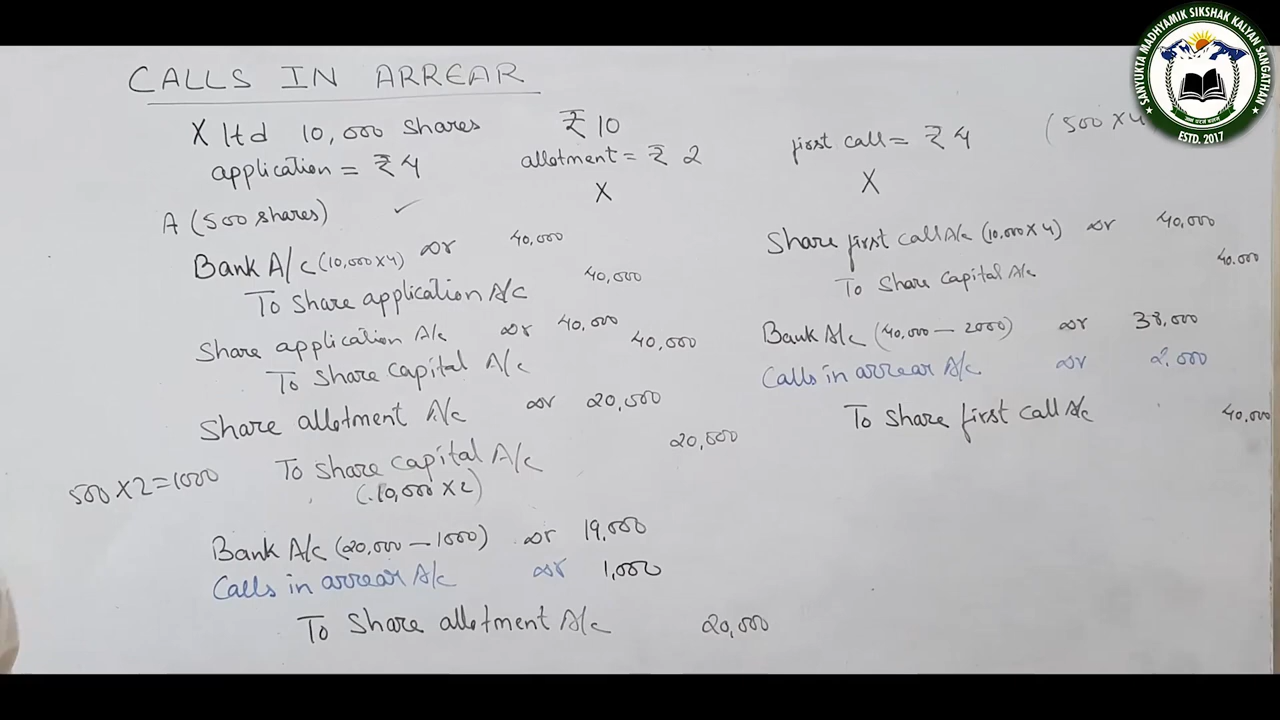 CALLS IN ARREAR
X ltd 10,000 shares ₹ 10
application = ₹ 4 allotment = ₹ 2 first call = ₹ 4 (500 X 4
X X
A (500 shares) ✓
Bank A/c (10,000 X 4) Dr 40,000
To Share application A/c 40,000
Share application A/c Dr 40,000
To Share Capital A/c 40,000
Share allotment A/c Dr 20,000
To Share Capital A/c 20,000
500 X 2 = 1000
(10,000 X 2)
Bank A/c (20,000 – 1000) Dr 19,000
Calls in arrear A/c Dr 1,000
To Share allotment A/c 20,000
Share first call A/c (10,000 X 4) Dr 40,000
To Share Capital A/c 40.000
Bank A/c (40,000 – 2000) Dr 38,000
Calls in arrear A/c Dr 2,000
To Share first call A/c 40,000
SANYUKTA MADHYAMIK SIKSHAK KALYAN SANGATHAN
ESTD. 2017